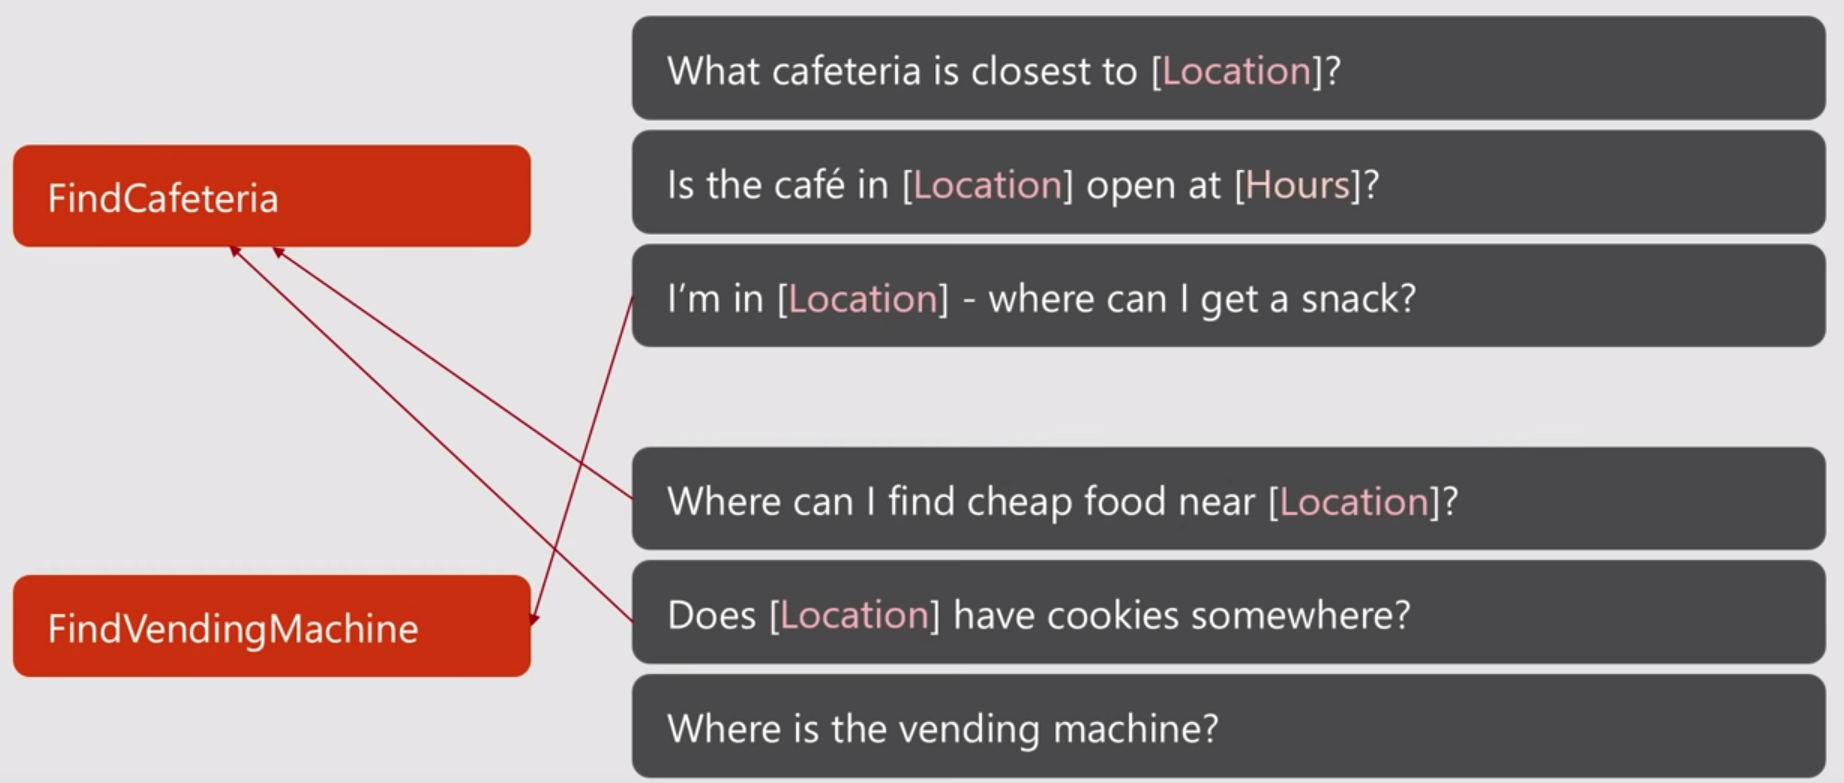 FindCafeteria
What cafeteria is closest to [Location]?
Is the café in [Location] open at [Hours]?
I’m in [Location] - where can I get a snack?
FindVendingMachine
Where can I find cheap food near [Location]?
Does [Location] have cookies somewhere?
Where is the vending machine?